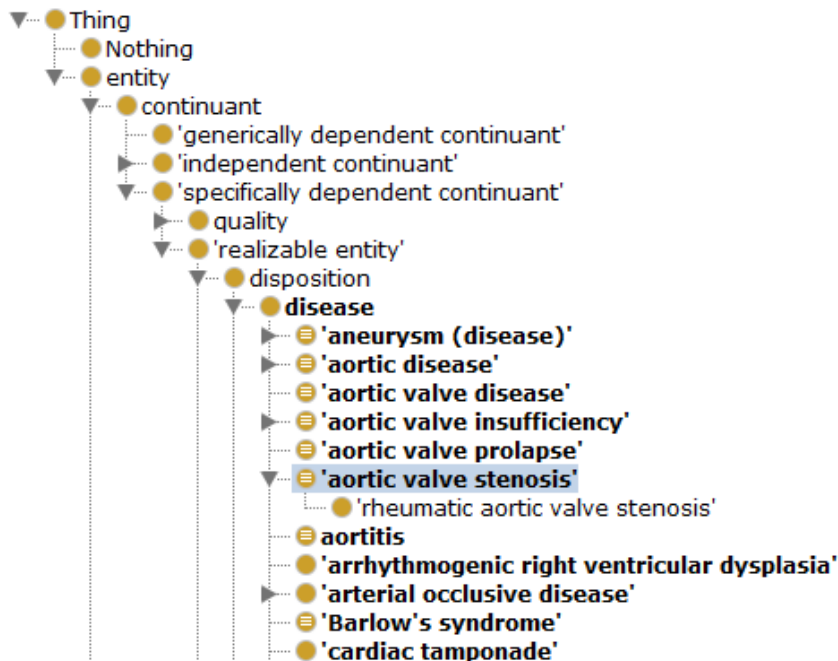 Thing
Nothing
entity
continuant
'generically dependent continuant'
'independent continuant'
'specifically dependent continuant'
quality
'realizable entity'
disposition
disease
'aneurysm (disease)'
'aortic disease'
'aortic valve disease'
'aortic valve insufficiency'
'aortic valve prolapse'
'aortic valve stenosis'
'rheumatic aortic valve stenosis'
aortitis
'arrhythmogenic right ventricular dysplasia'
'arterial occlusive disease'
'Barlow's syndrome'
'cardiac tamponade'